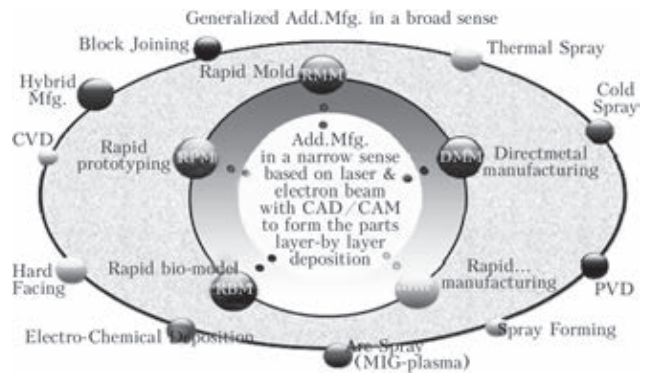 Generalized Add.Mfg. in a broad sense
Block Joining
Thermal Spray
Rapid Mold RMM
Hybrid
Mfg.
Cold
Spray
CVD
Rapid
prototyping
RPM
Add.Mfg.
in a narrow sense
based on laser &
electron beam
with CAD/CAM
to form the parts
layer-by layer
deposition
DMM
Directmetal
manufacturing
Hard
Facing
Rapid bio-model
RBM
Rapid...
manufacturing
PVD
Electro-Chemical Deposition
Spray Forming
Arc Spray
(MIG-plasma)